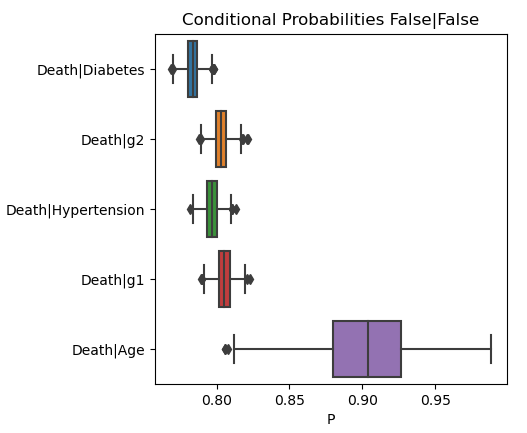 Conditional Probabilities False|False
Death|Diabetes
Death|g2
Death|Hypertension
Death|g1
Death|Age
0.80 0.85 0.90 0.95
P